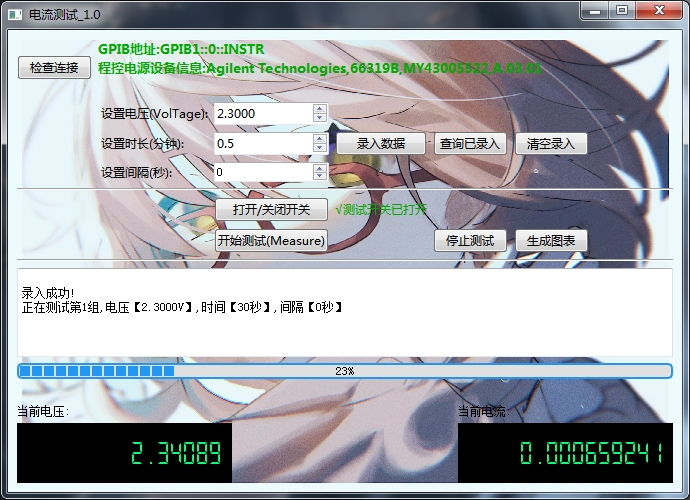 电流测试_1.0
GPIB地址:GPIB1::0::INSTR
检查连接
程控电源设备信息:Agilent Technologies,66319B,MY43005522,A.03.01
设置电压(VolTage): 2.3000
设置时长(分钟): 0.5 录入数据 查询已录入 清空录入
设置间隔(秒): 0
打开/关闭开关 √测试开关已打开
开始测试(Measure) 停止测试 生成图表
录入成功!
正在测试第1组,电压【2.3000V】,时间【30秒】,间隔【0秒】
23%
当前电压: 当前电流:
2.34089 0.000659241